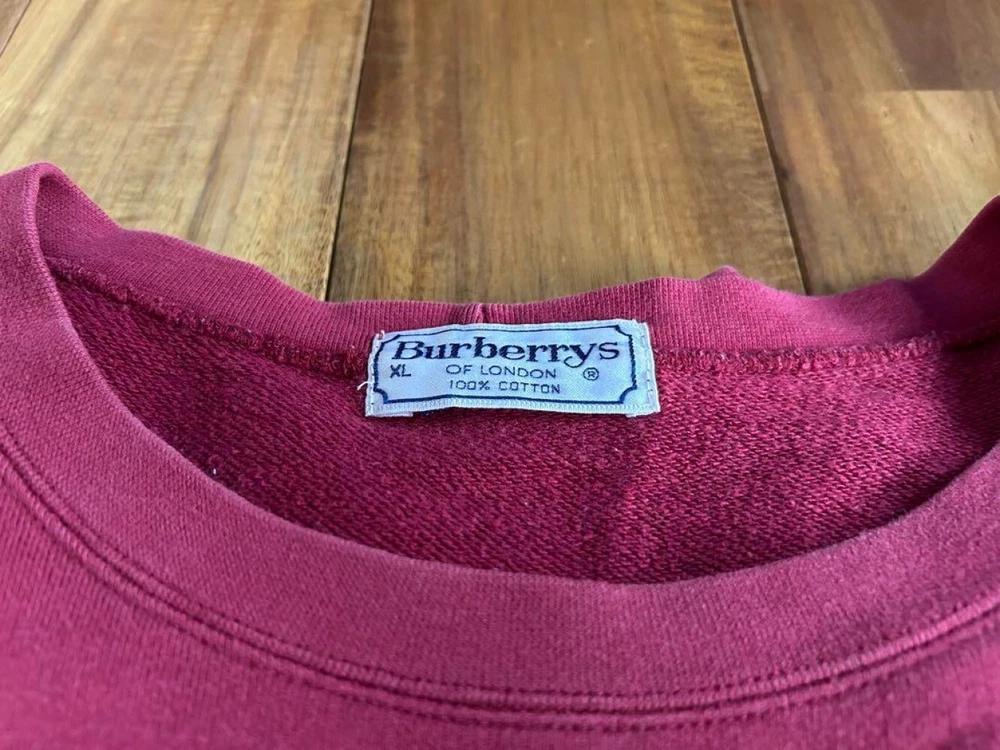 Burberrys
XL OF LONDON ®
100% COTTON